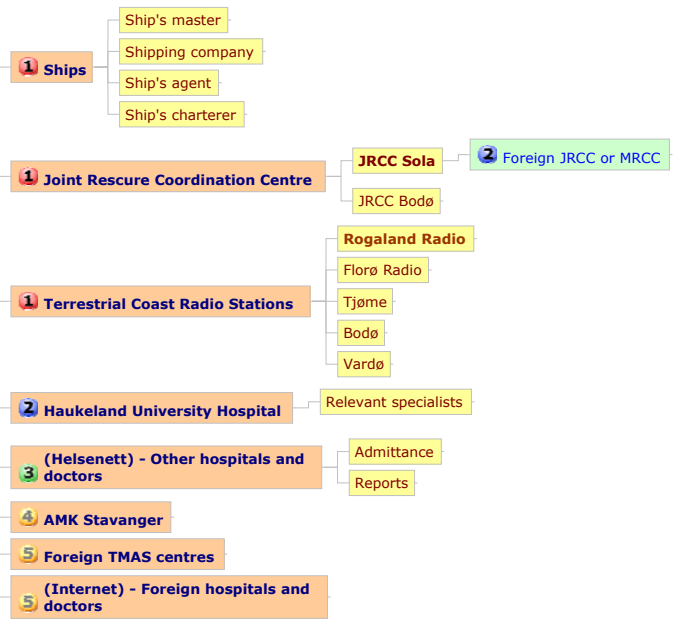 Ship's master
Shipping company
1 Ships
Ship's agent
Ship's charterer
JRCC Sola
2 Foreign JRCC or MRCC
1 Joint Rescure Coordination Centre
JRCC Bodø
Rogaland Radio
Florø Radio
1 Terrestrial Coast Radio Stations
Tjøme
Bodø
Vardø
2 Haukeland University Hospital
Relevant specialists
3 (Helsenett) - Other hospitals and
doctors
Admittance
Reports
4 AMK Stavanger
5 Foreign TMAS centres
5 (Internet) - Foreign hospitals and
doctors